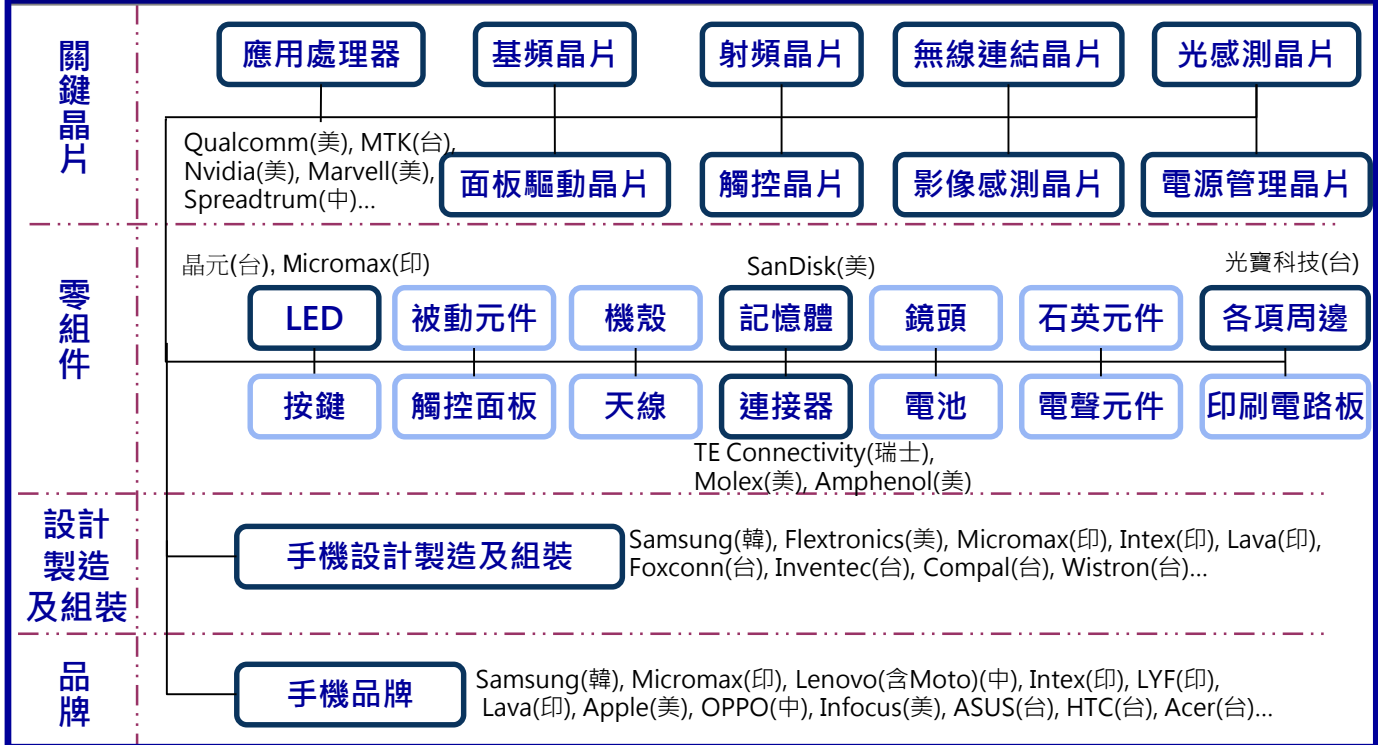 關鍵晶片
應用處理器
基頻晶片
射頻晶片
無線連結晶片
光感測晶片
Qualcomm(美), MTK(台),
Nvidia(美), Marvell(美),
Spreadtrum(中)...
面板驅動晶片
觸控晶片
影像感測晶片
電源管理晶片
零組件
晶元(台), Micromax(印)
SanDisk(美)
光寶科技(台)
LED
被動元件
機殼
記憶體
鏡頭
石英元件
各項周邊
按鍵
觸控面板
天線
連接器
電池
電聲元件
印刷電路板
TE Connectivity(瑞士),
Molex(美), Amphenol(美)
設計
製造
及組裝
手機設計製造及組裝
Samsung(韓), Flextronics(美), Micromax(印), Intex(印), Lava(印),
Foxconn(台), Inventec(台), Compal(台), Wistron(台)...
品牌
手機品牌
Samsung(韓), Micromax(印), Lenovo(含Moto)(中), Intex(印), LYF(印),
Lava(印), Apple(美), OPPO(中), Infocus(美), ASUS(台), HTC(台), Acer(台)...